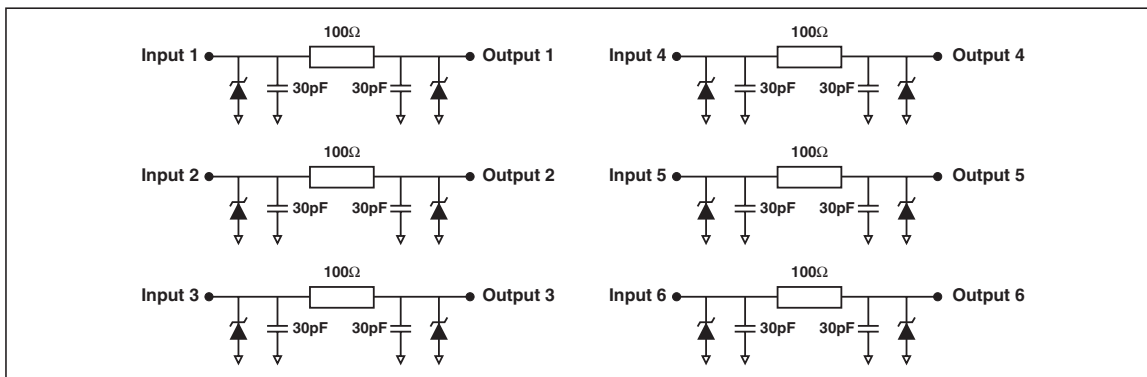 100Ω
Input 1 Output 1
30pF 30pF
100Ω
Input 2 Output 2
30pF 30pF
100Ω
Input 3 Output 3
30pF 30pF
100Ω
Input 4 Output 4
30pF 30pF
100Ω
Input 5 Output 5
30pF 30pF
100Ω
Input 6 Output 6
30pF 30pF